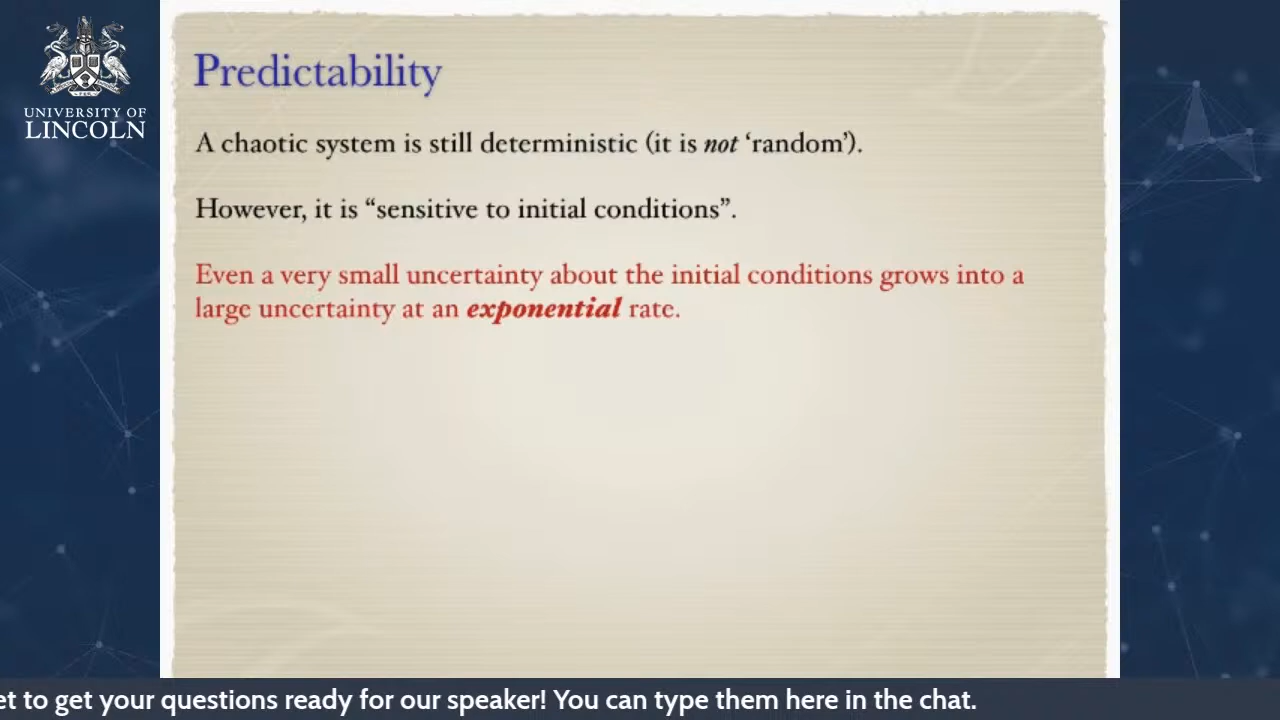 UNIVERSITY OF
LINCOLN
Predictability
A chaotic system is still deterministic (it is not ‘random’).
However, it is “sensitive to initial conditions”.
Even a very small uncertainty about the initial conditions grows into a
large uncertainty at an exponential rate.
et to get your questions ready for our speaker! You can type them here in the chat.